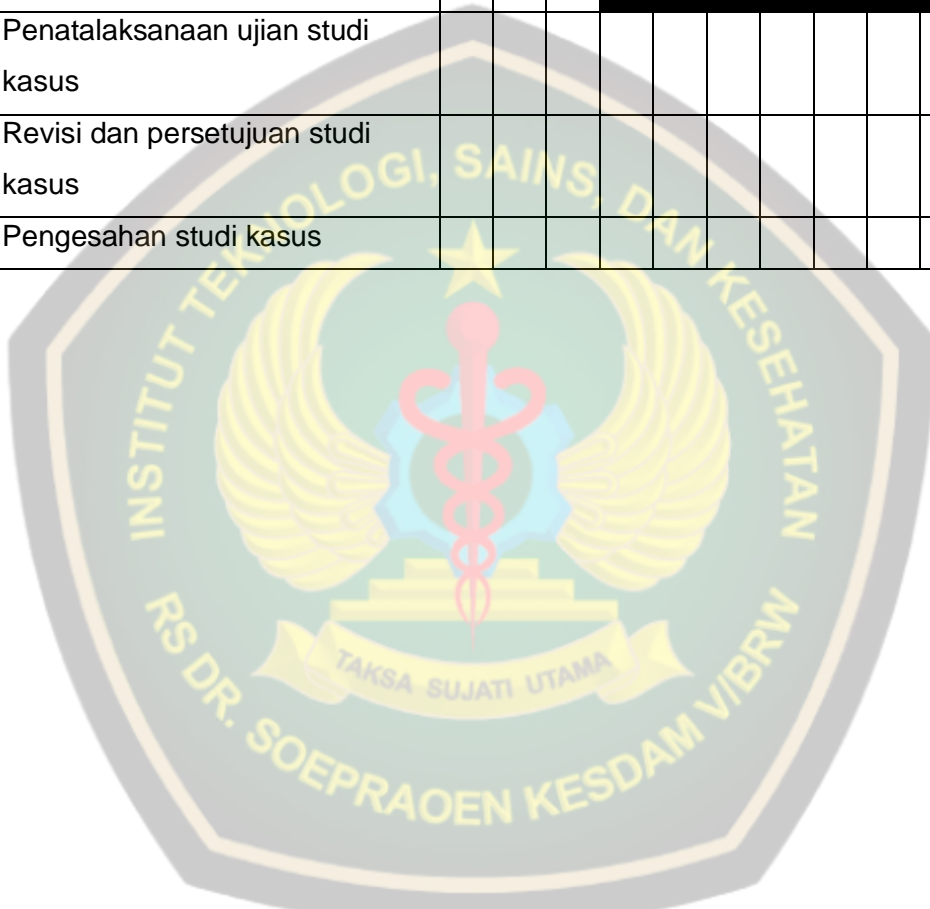 Penatalaksanaan ujian studi
kasus
Revisi dan persetujuan studi
kasus
Pengesahan studi kasus
INSTITUT TEKNOLOGI, SAINS, DAN KESEHATAN
TAKSA SUJATI UTAMA
RS DR. SOEPRAOEN KESDAM V/BRW